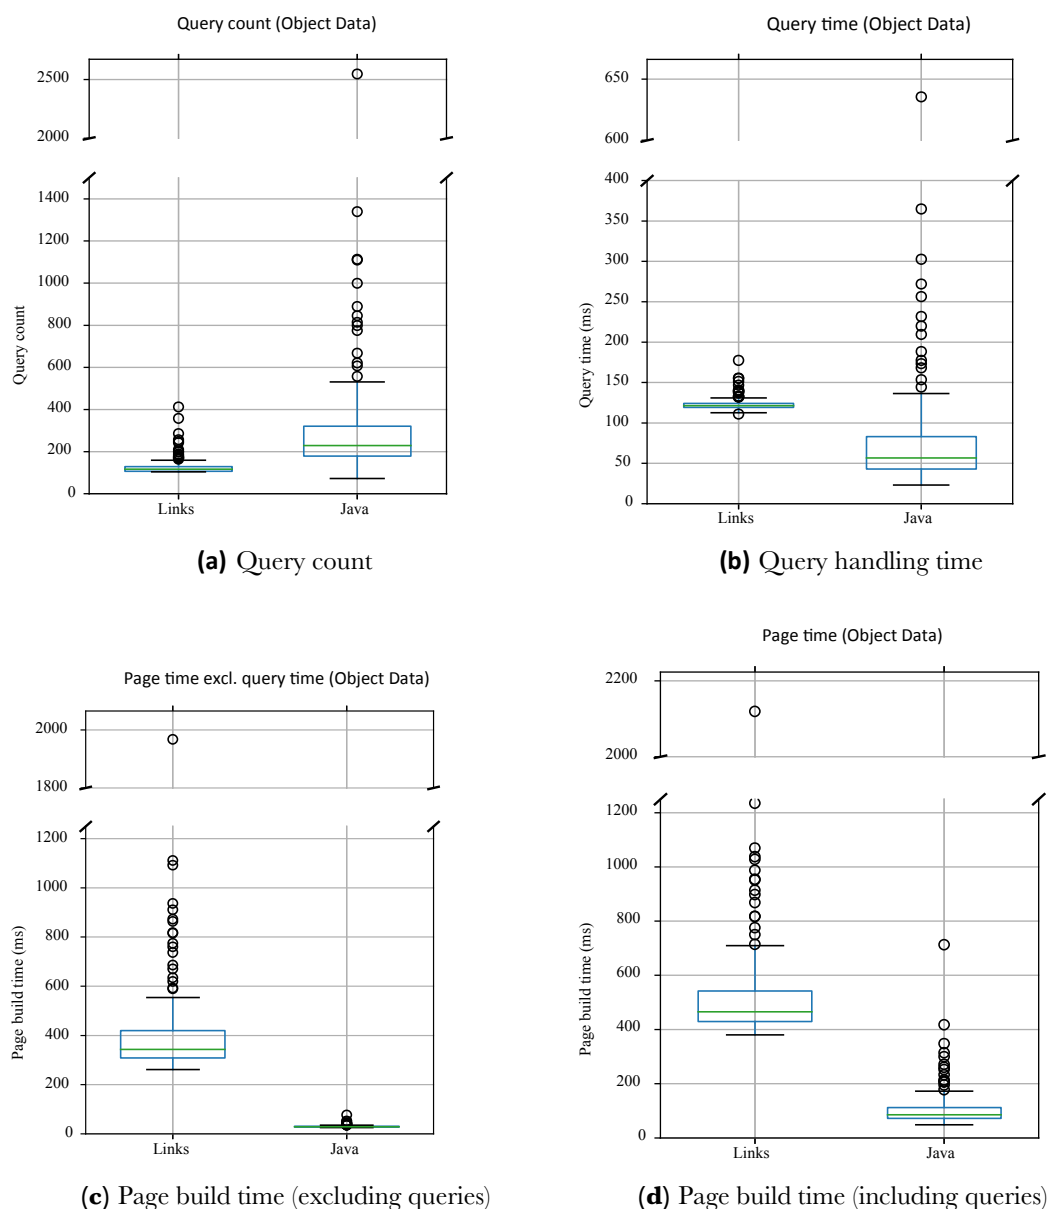 Query count (Object Data)
2500
2000
1400
1200
1000
800
600
400
200
0
Query count
Links
Java
(a) Query count
Query time (Object Data)
650
600
400
350
300
250
200
150
100
50
0
Query time (ms)
Links
Java
(b) Query handling time
Page time excl. query time (Object Data)
2000
1800
1200
1000
800
600
400
200
0
Page build time (ms)
Links
Java
(c) Page build time (excluding queries)
Page time (Object Data)
2200
2000
1200
1000
800
600
400
200
0
Page build time (ms)
Links
Java
(d) Page build time (including queries)